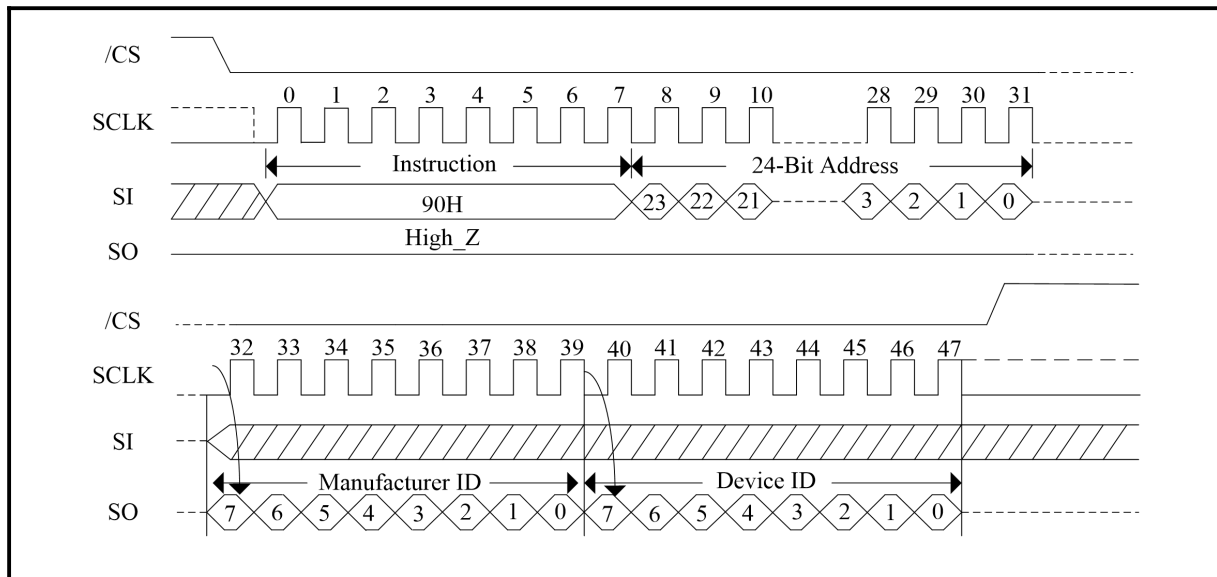 /CS
0 1 2 3 4 5 6 7 8 9 10 28 29 30 31
SCLK
Instruction 24-Bit Address
SI 90H 23 22 21 3 2 1 0
High_Z
SO
/CS
32 33 34 35 36 37 38 39 40 41 42 43 44 45 46 47
SCLK
SI
Manufacturer ID Device ID
SO 7 6 5 4 3 2 1 0 7 6 5 4 3 2 1 0